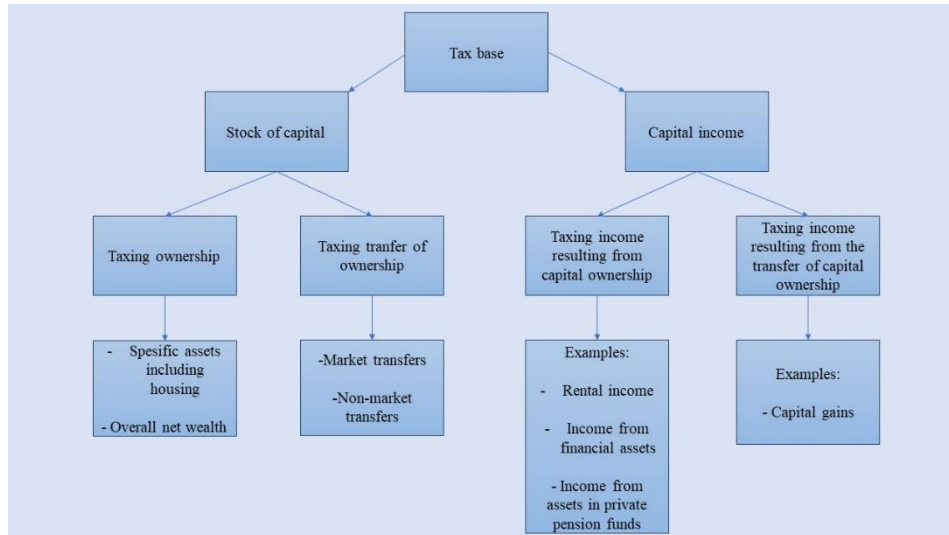 Tax base
Stock of capital
Capital income
Taxing ownership
Taxing tranfer of
ownership
Taxing income
resulting from
capital ownership
Taxing income
resulting from the
transfer of capital
ownership
- Spesific assets
including
housing
- Overall net wealth
-Market transfers
-Non-market
transfers
Examples:
- Rental income
- Income from
financial assets
- Income from
assets in private
pension funds
Examples:
- Capital gains